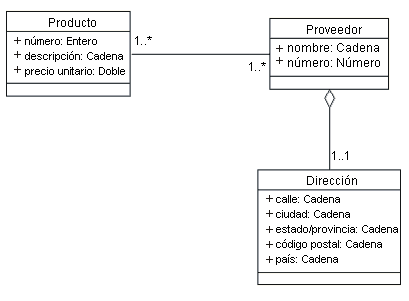 Producto
+ número: Entero
+ descripción: Cadena
+ precio unitario: Doble
1..*
1..*
Proveedor
+ nombre: Cadena
+ número: Número
1..1
Dirección
+ calle: Cadena
+ ciudad: Cadena
+ estado/provincia: Cadena
+ código postal: Cadena
+ país: Cadena